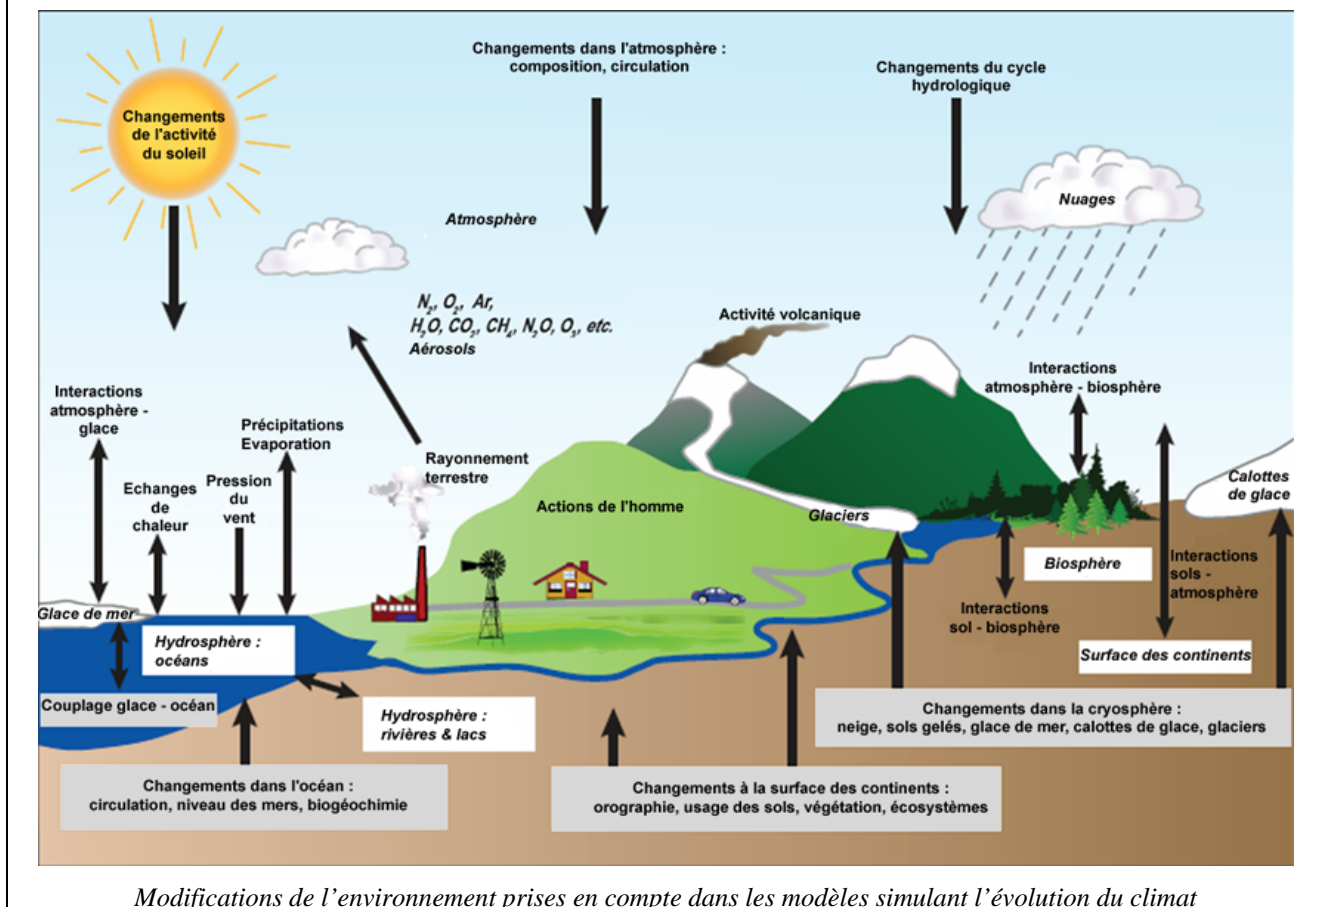 Changements dans l'atmosphère :
composition, circulation
Changements du cycle
hydrologique
Changements
de l'activité
du soleil
Nuages
Atmosphère
N2, O2, Ar,
H2O, CO2, CH4, N2O, O3, etc.
Aérosols
Activité volcanique
Interactions
atmosphère -
glace
Précipitations
Evaporation
Interactions
atmosphère - biosphère
Rayonnement
terrestre
Echanges
de
chaleur
Pression
du
vent
Actions de l'homme
Glaciers
Calottes
de glace
Biosphère
Interactions
sols -
atmosphère
Interactions
sol - biosphère
Glace de mer
Hydrosphère :
océans
Surface des continents
Couplage glace - océan
Hydrosphère :
rivières & lacs
Changements dans la cryosphère :
neige, sols gelés, glace de mer, calottes de glace, glaciers
Changements dans l'océan :
circulation, niveau des mers, biogéochimie
Changements à la surface des continents :
orographie, usage des sols, végétation, écosystèmes
Modifications de l'environnement prises en compte dans les modèles simulant l'évolution du climat